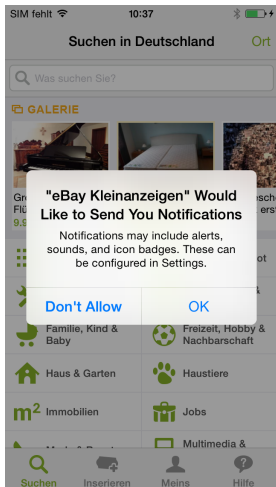 SIM fehlt 10:37
Suchen in Deutschland Ort
Was suchen Sie?
GALERIE
"eBay Kleinanzeigen" Would
Like to Send You Notifications
Notifications may include alerts,
sounds, and icon badges. These can
be configured in Settings.
Don't Allow OK
Familie, Kind &
Baby
Freizeit, Hobby &
Nachbarschaft
Haus & Garten Haustiere
m² Immobilien Jobs
Multimedia &
Suchen Inserieren Meins Hilfe